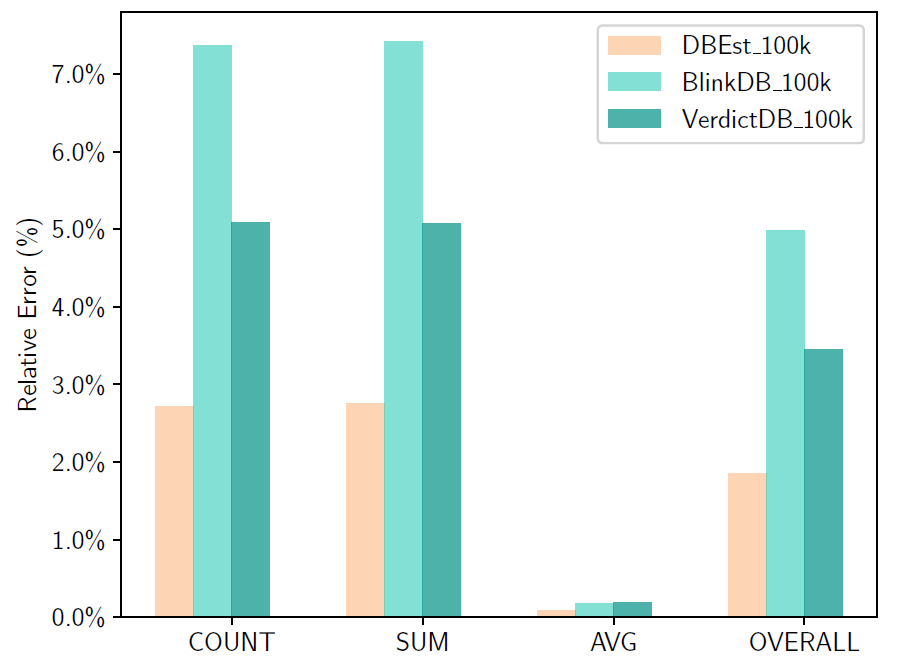 DBEst_100k
BlinkDB_100k
VerdictDB_100k
Relative Error (%)
7.0%
6.0%
5.0%
4.0%
3.0%
2.0%
1.0%
0.0%
COUNT SUM AVG OVERALL